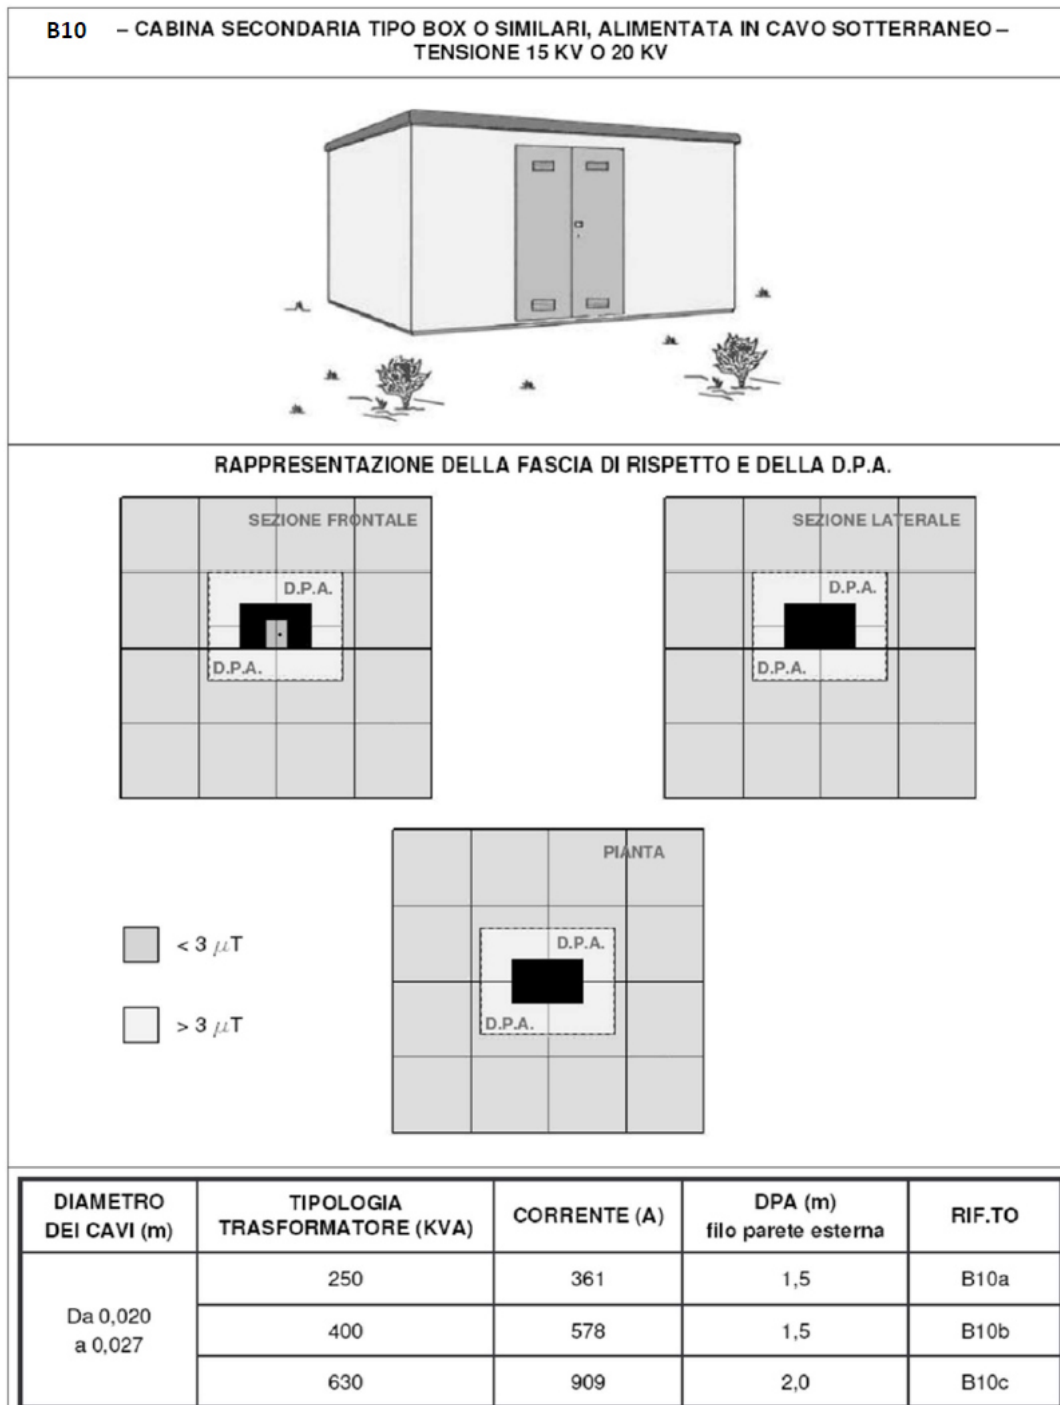 B10 – CABINA SECONDARIA TIPO BOX O SIMILARI, ALIMENTATA IN CAVO SOTTERRANEO –
TENSIONE 15 KV O 20 KV
RAPPRESENTAZIONE DELLA FASCIA DI RISPETTO E DELLA D.P.A.
SEZIONE FRONTALE
D.P.A.
D.P.A.
SEZIONE LATERALE
D.P.A.
D.P.A.
PIANTA
D.P.A.
D.P.A.
< 3 μT
> 3 μT
DIAMETRO DEI CAVI (m) TIPOLOGIA TRASFORMATORE (KVA) CORRENTE (A) DPA (m) filo parete esterna RIF.TO
Da 0,020 a 0,027
250 361 1,5 B10a
400 578 1,5 B10b
630 909 2,0 B10c